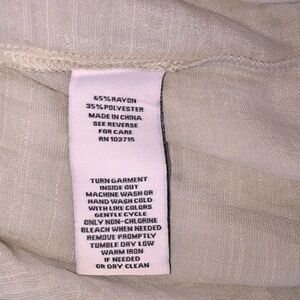 65% RAYON
35% POLYESTER
MADE IN CHINA
SEE REVERSE
FOR CARE
RN 103715
TURN GARMENT
INSIDE OUT
MACHINE WASH OR
HAND WASH COLD
WITH LIKE COLORS
GENTLE CYCLE
ONLY NON-CHLORINE
BLEACH WHEN NEEDED
REMOVE PROMPTLY
TUMBLE DRY LOW
WARM IRON
IF NEEDED
OR DRY CLEAN